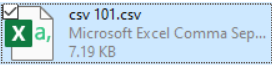 csv 101.csv
Microsoft Excel Comma Sep...
7.19 KB
X a,